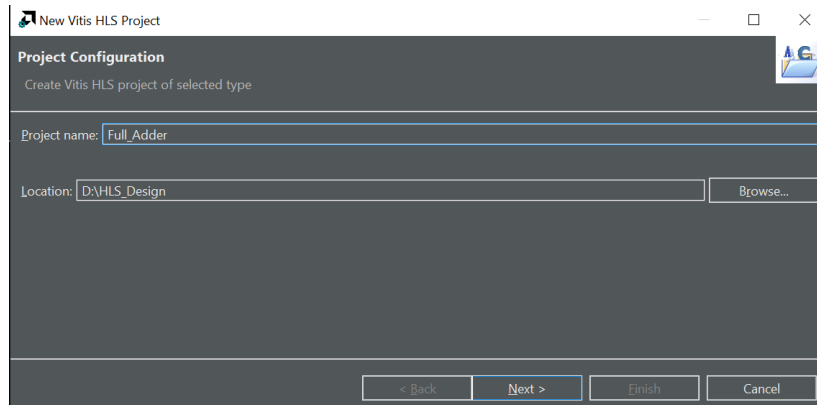 New Vitis HLS Project
Project Configuration
Create Vitis HLS project of selected type
Project name: Full_Adder
Location: D:\HLS_Design Browse...
< Back Next > Finish Cancel